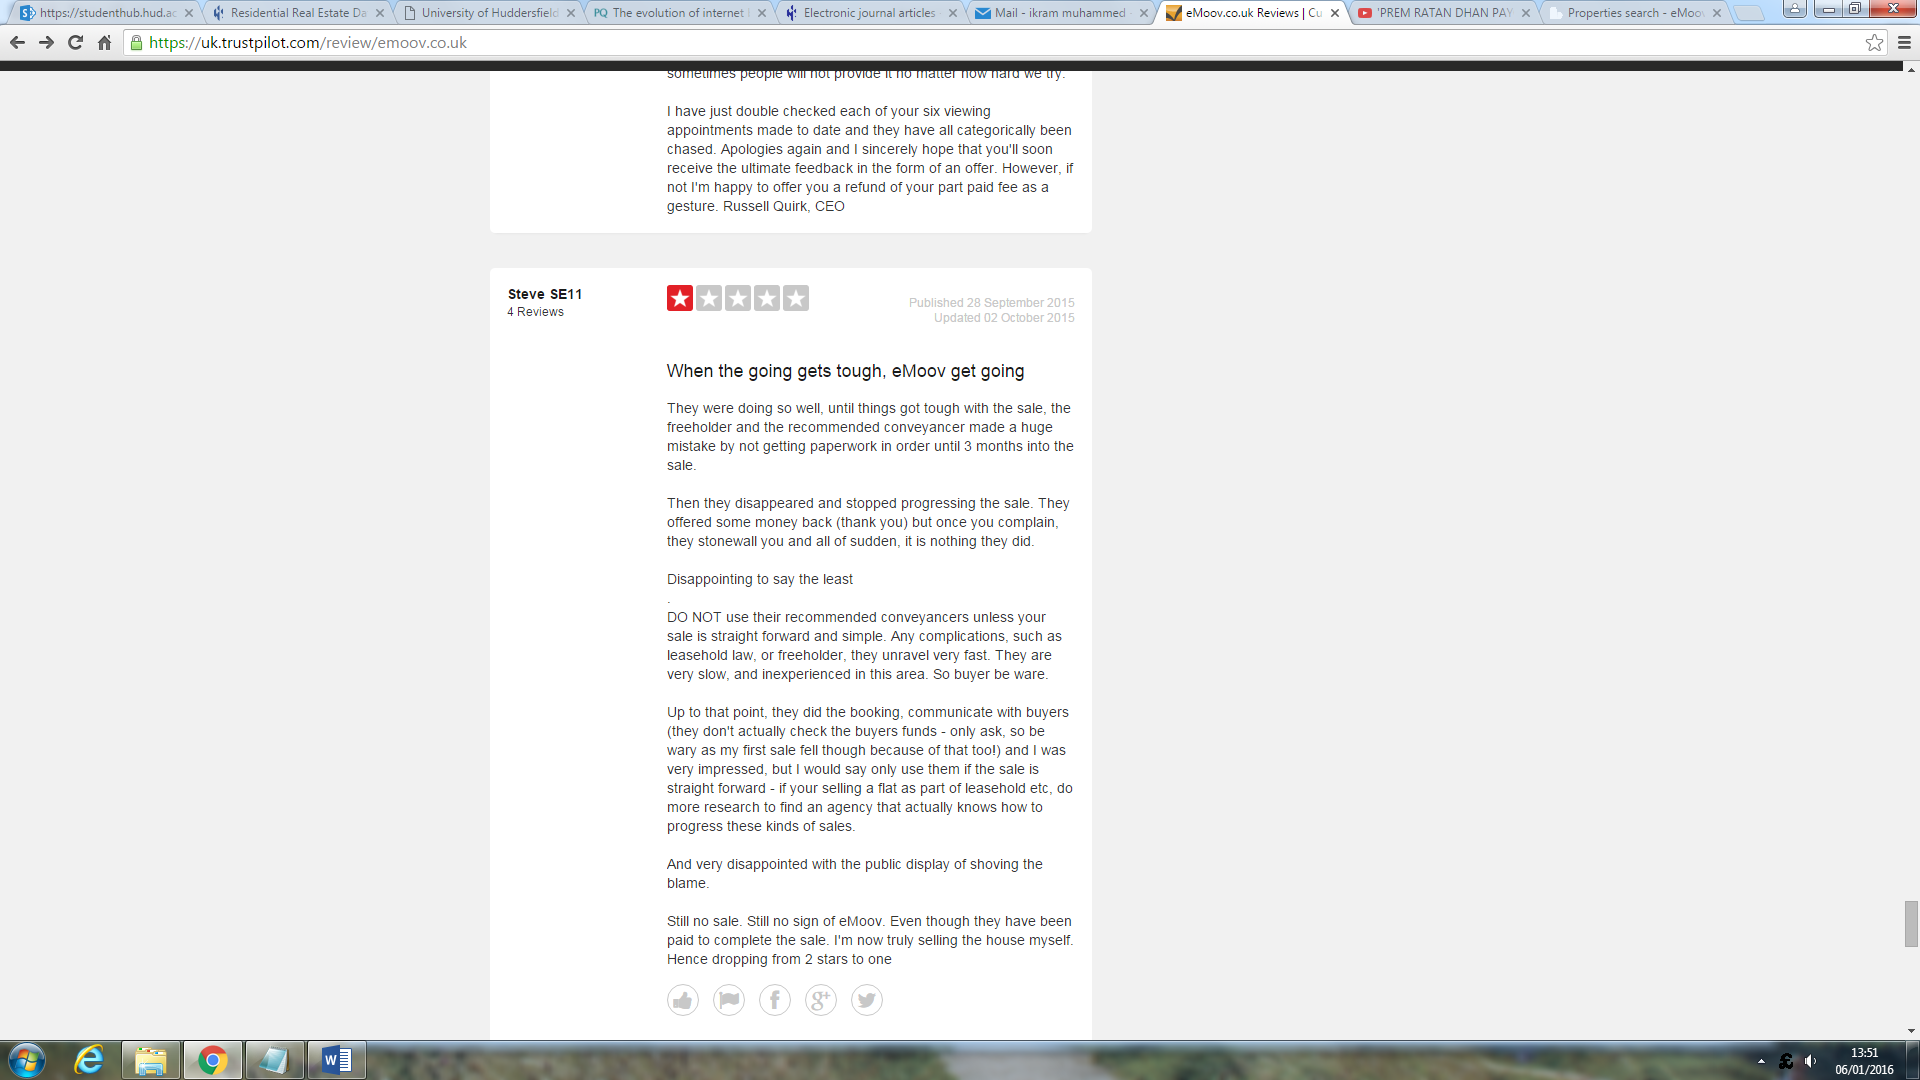 https://studenthub.hud.ac
Residential Real Estate Da
University of Huddersfield
PQ The evolution of internet
Electronic journal articles
Mail - ikram muhammed
eMoov.co.uk Reviews | Cu
'PREM RATAN DHAN PAY
Properties search - eMoo
https://uk.trustpilot.com/review/emoov.co.uk
sometimes people will not provide it no matter how hard we try.
I have just double checked each of your six viewing
appointments made to date and they have all categorically been
chased. Apologies again and I sincerely hope that you'll soon
receive the ultimate feedback in the form of an offer. However, if
not I'm happy to offer you a refund of your part paid fee as a
gesture. Russell Quirk, CEO
Steve SE11
4 Reviews
Published 28 September 2015
Updated 02 October 2015
When the going gets tough, eMoov get going
They were doing so well, until things got tough with the sale, the
freeholder and the recommended conveyancer made a huge
mistake by not getting paperwork in order until 3 months into the
sale.
Then they disappeared and stopped progressing the sale. They
offered some money back (thank you) but once you complain,
they stonewall you and all of sudden, it is nothing they did.
Disappointing to say the least
.
DO NOT use their recommended conveyancers unless your
sale is straight forward and simple. Any complications, such as
leasehold law, or freeholder, they unravel very fast. They are
very slow, and inexperienced in this area. So buyer be ware.
Up to that point, they did the booking, communicate with buyers
(they don't actually check the buyers funds - only ask, so be
wary as my first sale fell though because of that too!) and I was
very impressed, but I would say only use them if the sale is
straight forward - if your selling a flat as part of leasehold etc, do
more research to find an agency that actually knows how to
progress these kinds of sales.
And very disappointed with the public display of shoving the
blame.
Still no sale. Still no sign of eMoov. Even though they have been
paid to complete the sale. I'm now truly selling the house myself.
Hence dropping from 2 stars to one
13:51
06/01/2016